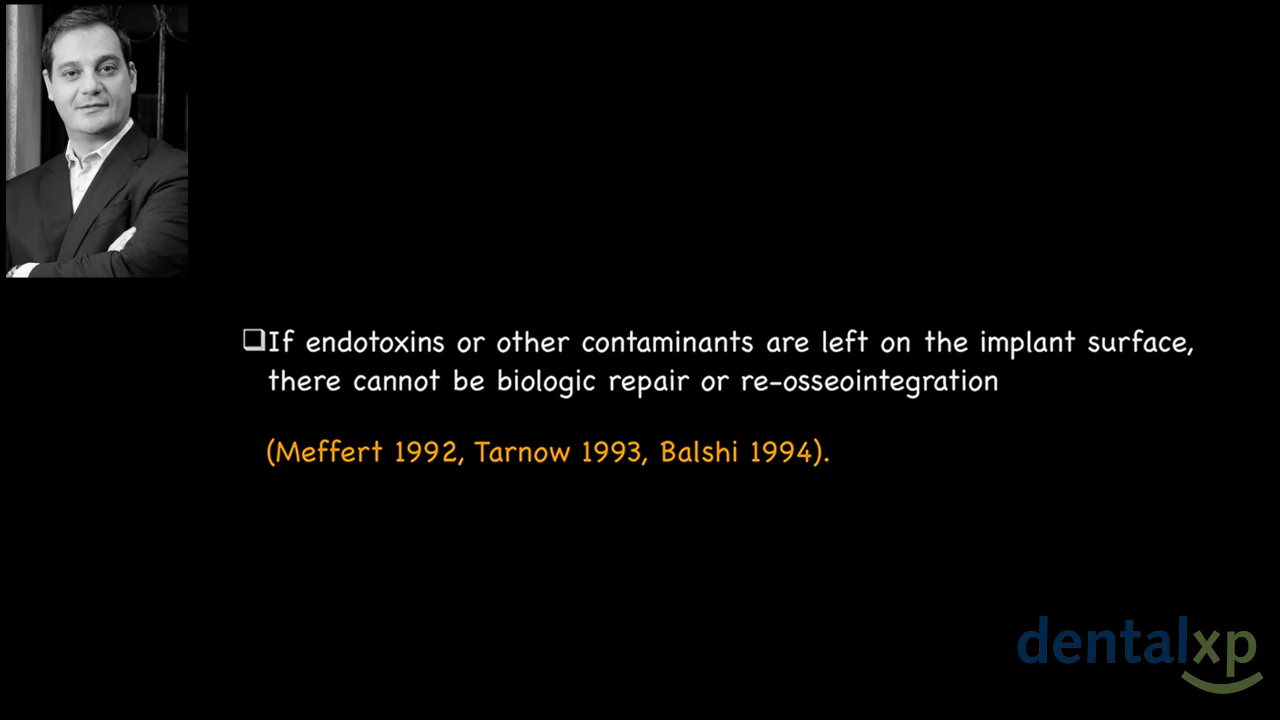 ❑If endotoxins or other contaminants are left on the implant surface,
there cannot be biologic repair or re-osseointegration
(Meffert 1992, Tarnow 1993, Balshi 1994).
dentalxp